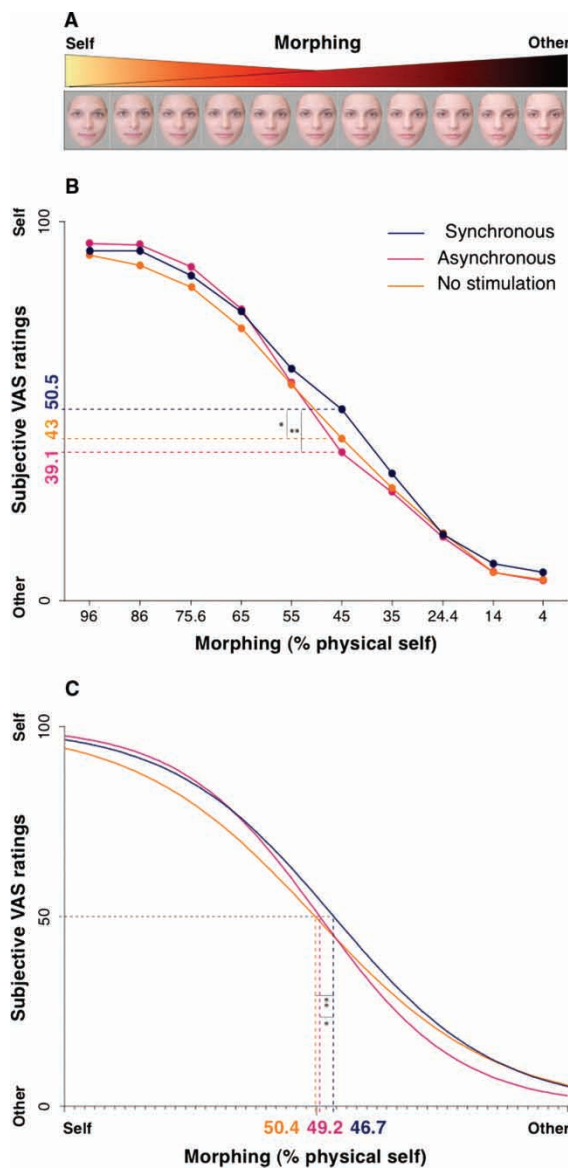 A
Self Morphing Other
B
Self
100
Synchronous
Asynchronous
No stimulation
Subjective VAS ratings
50.5
43
39.1
*
**
Other
0
96 86 75.6 65 55 45 35 24.4 14 4
Morphing (% physical self)
C
Self
100
Subjective VAS ratings
50
**
*
Other
0
Self 50.4 49.2 46.7 Other
Morphing (% physical self)